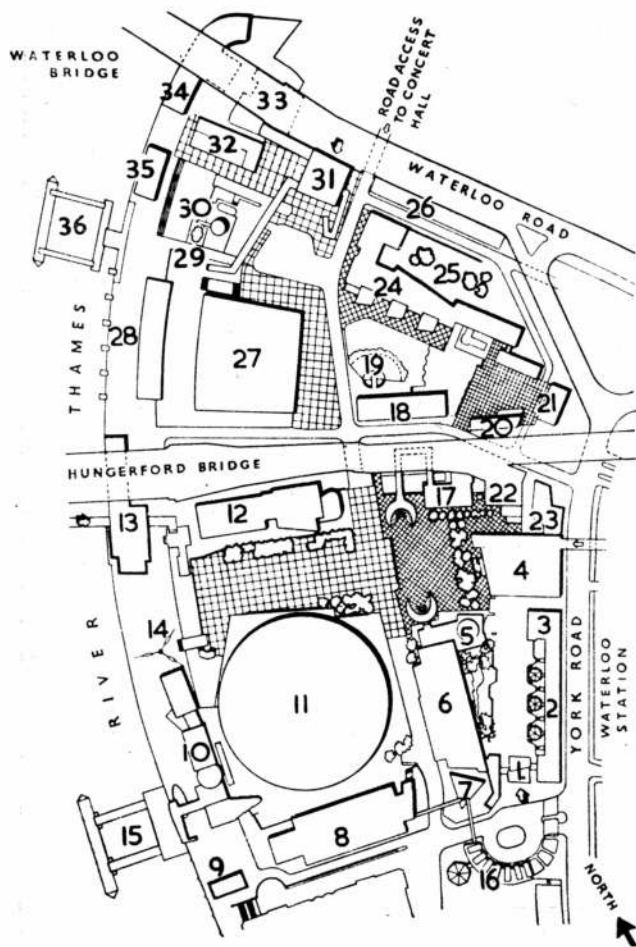 WATERLOO
BRIDGE
34
33
ROAD ACCESS
TO CONCERT
HALL
32
31
WATERLOO ROAD
35
30
26
36
29
25
24
THAMES
28
27
19
18
21
20
HUNGERFORD BRIDGE
17
22
23
12
13
4
RIVER
14
5
3
6
2
11
YORK ROAD
WATERLOO
STATION
10
1
7
15
8
9
16
NORTH